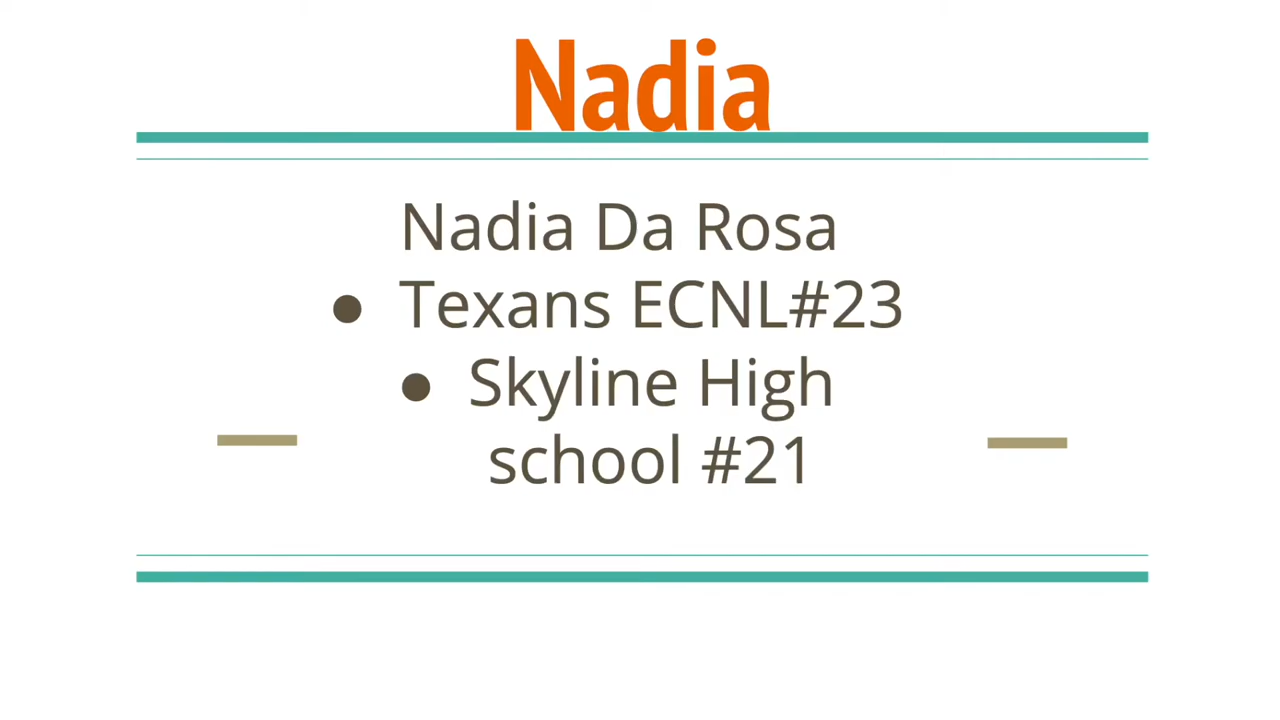 Nadia
Nadia Da Rosa
● Texans ECNL#23
● Skyline High
school #21